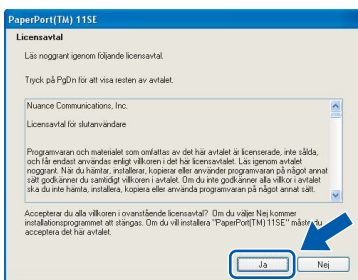 PaperPort(TM) 11SE
Licensavtal
Läs noggrant igenom följande licensavtal.
Tryck på PgDn för att visa resten av avtalet.
Nuance Communications, Inc.
Licensavtal för slutanvändare
Programvaran och materialet som omfattas av det här avtalet är licenserade, inte sålda,
och får endast användas enligt villkoren i det här licensavtalet. Läs igenom avtalet
noggrant. När du hämtar, installerar, kopierar eller använder programvaran på något annat
sätt godkänner du samtidigt villkoren i avtalet. Om du inte godkänner alla villkor i avtalet
ska du inte hämta, installera, kopiera eller använda programvaran på något annat sätt.
Accepterar du alla villkoren i ovanstående licensavtal? Om du väljer Nej kommer
installationsprogrammet att stängas. Om du vill installera "PaperPort(TM) 11SE" måste du
acceptera det här avtalet.
Ja
Nej